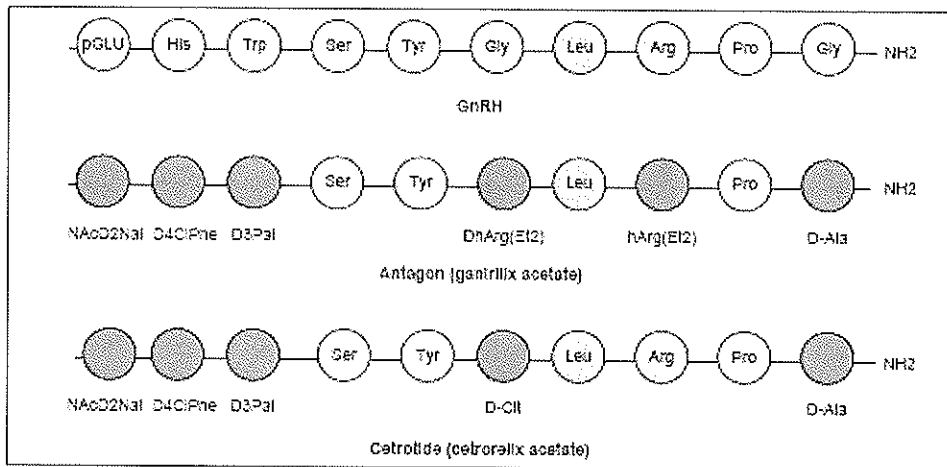 pGLU His Trp Ser Tyr Gly Leu Arg Pro Gly NH2
GnRH
Ser Tyr Leu Pro NH2
NAcD2Nal D4ClPhe D3Pal DhArg(Et2) hArg(Et2) D-Ala
Antagon (ganirilix acetate)
Ser Tyr Leu Arg Pro NH2
NAcD2Nal D4ClPhe D3Pal D-Cit D-Ala
Cetrotide (cetrorelix acetate)